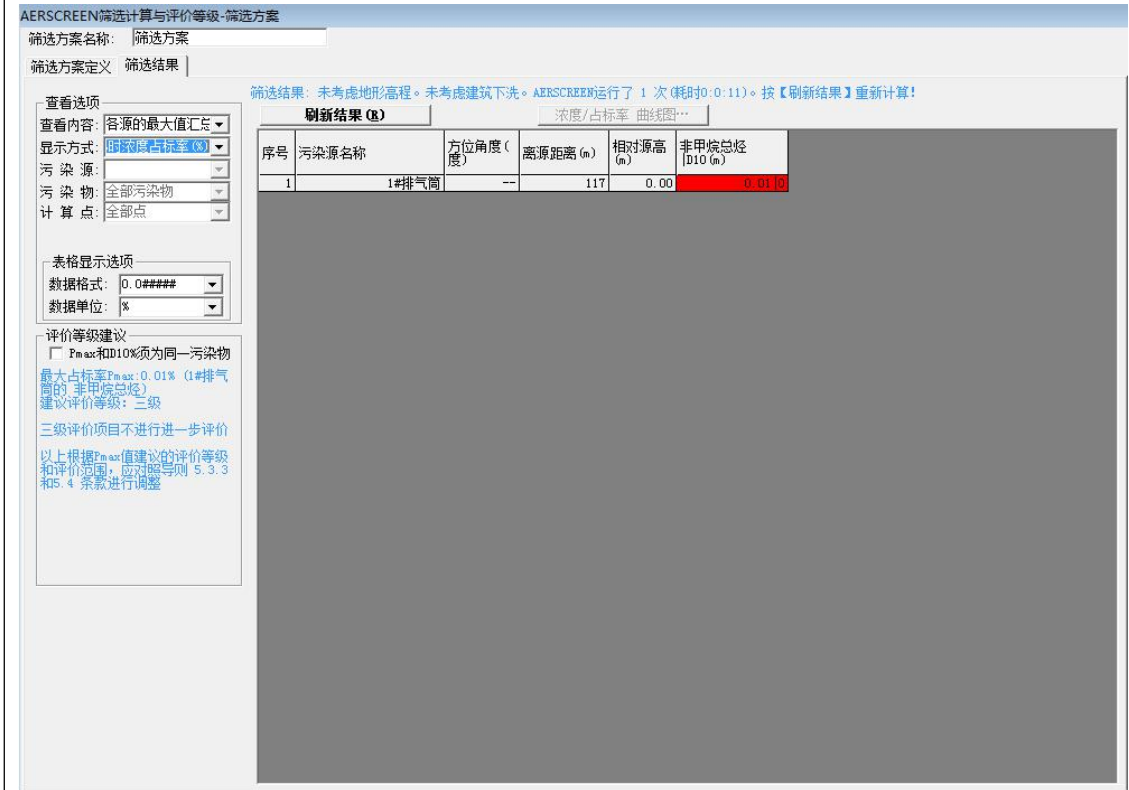 AERSCREEN筛选计算与评价等级-筛选方案
筛选方案名称: 筛选方案
筛选方案定义 筛选结果
筛选结果: 未考虑地形高程。未考虑建筑下洗。AERSCREEN运行了 1 次(耗时0:0:11)。按【刷新结果】重新计算!
刷新结果(R)
浓度/占标率 曲线图…
查看选项
查看内容: 各源的最大值汇总
显示方式: 时浓度占标率(%)
污 染 源:
污 染 物: 全部污染物
计 算 点: 全部点
表格显示选项
数据格式: 0.0#####
数据单位: %
评价等级建议
Pmax和D10%须为同一污染物
最大占标率Pmax:0.01% (1#排气
筒的 非甲烷总烃)
建议评价等级: 三级
三级评价项目不进行进一步评价
以上根据Pmax值建议的评价等级
和评价范围,应对照导则 5.3.3
和5.4 条款进行调整
序号 污染源名称 方位角度(度) 离源距离(m) 相对源高(m) 非甲烷总烃|D10(m)
1 1#排气筒 -- 117 0.00 0.01|0